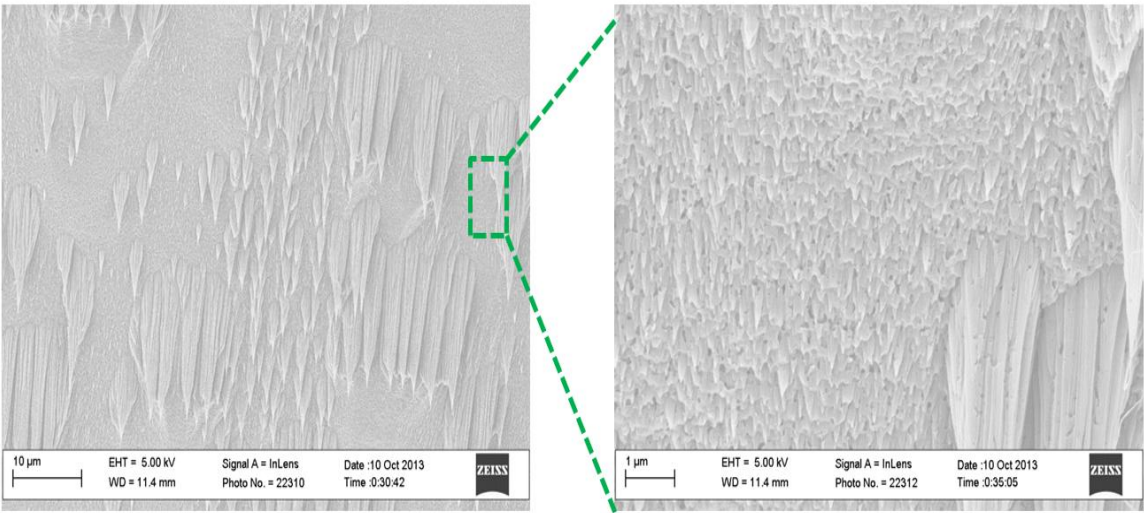 10 µm
EHT = 5.00 kV
WD = 11.4 mm
Signal A = InLens
Photo No. = 22310
Date :10 Oct 2013
Time :0:30:42
ZEISS
1 µm
EHT = 5.00 kV
WD = 11.4 mm
Signal A = InLens
Photo No. = 22312
Date :10 Oct 2013
Time :0:35:05
ZEISS